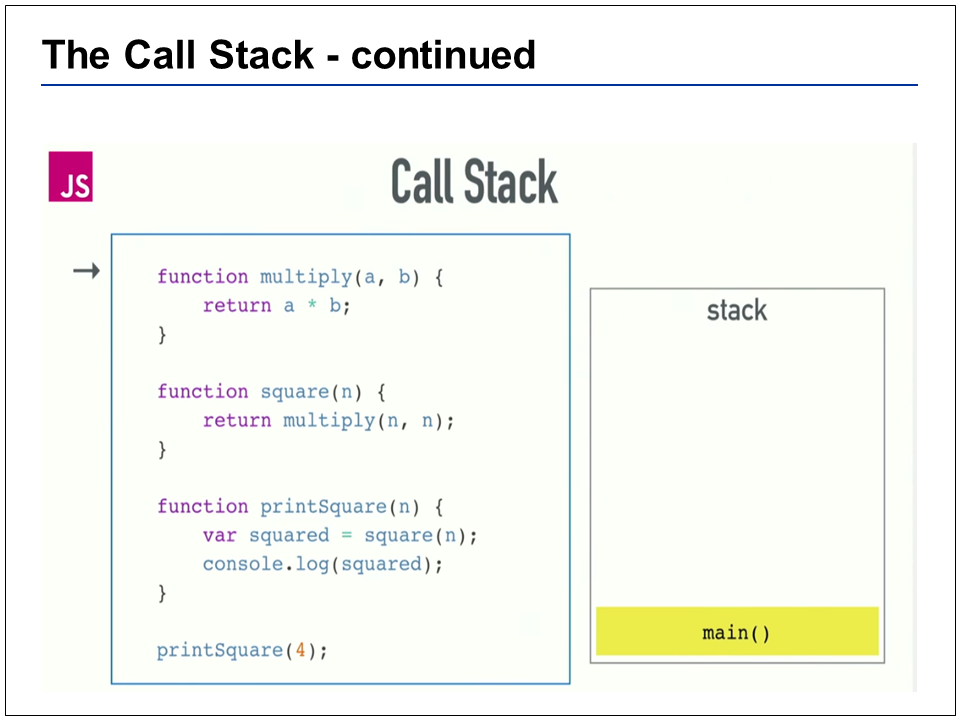 The Call Stack - continued
JS
Call Stack
→
function multiply(a, b) {
    return a * b;
}
function square(n) {
    return multiply(n, n);
}
function printSquare(n) {
    var squared = square(n);
    console.log(squared);
}
printSquare(4);
stack
main()